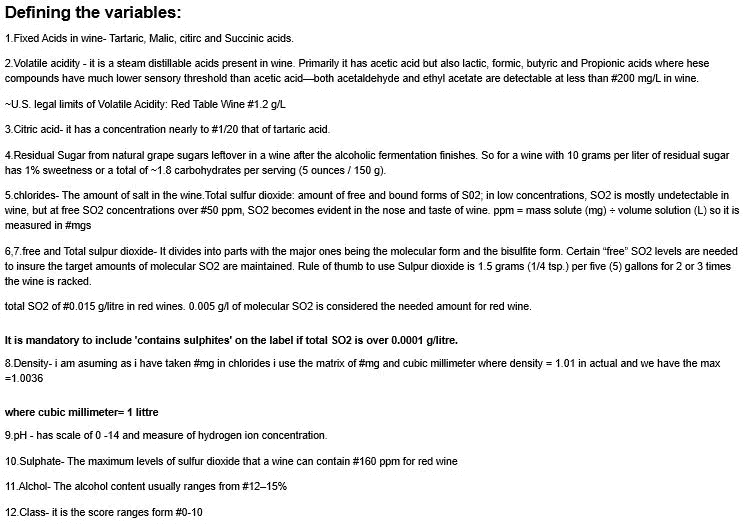 Defining the variables:
1.Fixed Acids in wine- Tartaric, Malic, citirc and Succinic acids.
2.Volatile acidity - it is a steam distillable acids present in wine. Primarily it has acetic acid but also lactic, formic, butyric and Propionic acids where hese
compounds have much lower sensory threshold than acetic acid—both acetaldehyde and ethyl acetate are detectable at less than #200 mg/L in wine.
~U.S. legal limits of Volatile Acidity: Red Table Wine #1.2 g/L
3.Citric acid- it has a concentration nearly to #1/20 that of tartaric acid.
4.Residual Sugar from natural grape sugars leftover in a wine after the alcoholic fermentation finishes. So for a wine with 10 grams per liter of residual sugar
has 1% sweetness or a total of ~1.8 carbohydrates per serving (5 ounces / 150 g).
5.chlorides- The amount of salt in the wine.Total sulfur dioxide: amount of free and bound forms of S02; in low concentrations, SO2 is mostly undetectable in
wine, but at free SO2 concentrations over #50 ppm, SO2 becomes evident in the nose and taste of wine. ppm = mass solute (mg) ÷ volume solution (L) so it is
measured in #mgs
6,7.free and Total sulpur dioxide- It divides into parts with the major ones being the molecular form and the bisulfite form. Certain “free” SO2 levels are needed
to insure the target amounts of molecular SO2 are maintained. Rule of thumb to use Sulpur dioxide is 1.5 grams (1/4 tsp.) per five (5) gallons for 2 or 3 times
the wine is racked.
total SO2 of #0.015 g/litre in red wines. 0.005 g/l of molecular SO2 is considered the needed amount for red wine.
It is mandatory to include 'contains sulphites' on the label if total SO2 is over 0.0001 g/litre.
8.Density- i am asuming as i have taken #mg in chlorides i use the matrix of #mg and cubic millimeter where density = 1.01 in actual and we have the max
=1.0036
where cubic millimeter= 1 littre
9.pH - has scale of 0 -14 and measure of hydrogen ion concentration.
10.Sulphate- The maximum levels of sulfur dioxide that a wine can contain #160 ppm for red wine
11.Alchol- The alcohol content usually ranges from #12–15%
12.Class- it is the score ranges form #0-10